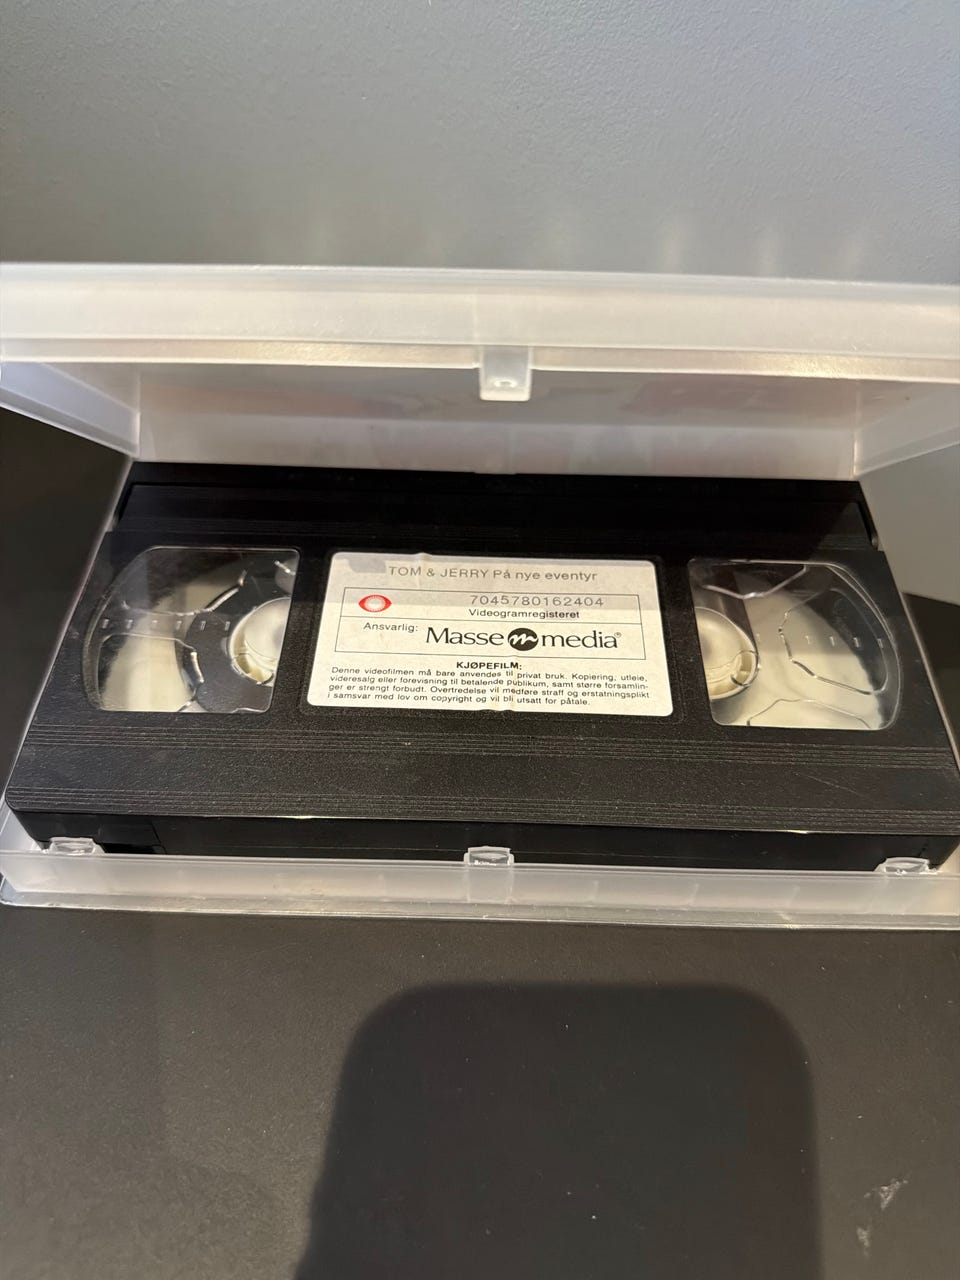 TOM & JERRY På nye eventyr
7045780162404
Videogramregisteret
Ansvarlig: Masse m media®
KJØPEFILM:
Denne videofilmen må bare anvendes til privat bruk. Kopiering, utleie,
videresalg eller forevisning til betalende publikum, samt større forsamlin-
ger er strengt forbudt. Overtredelse vil medføre straff og erstatningsplikt
i samsvar med lov om copyright og vil bli utsatt for påtale.